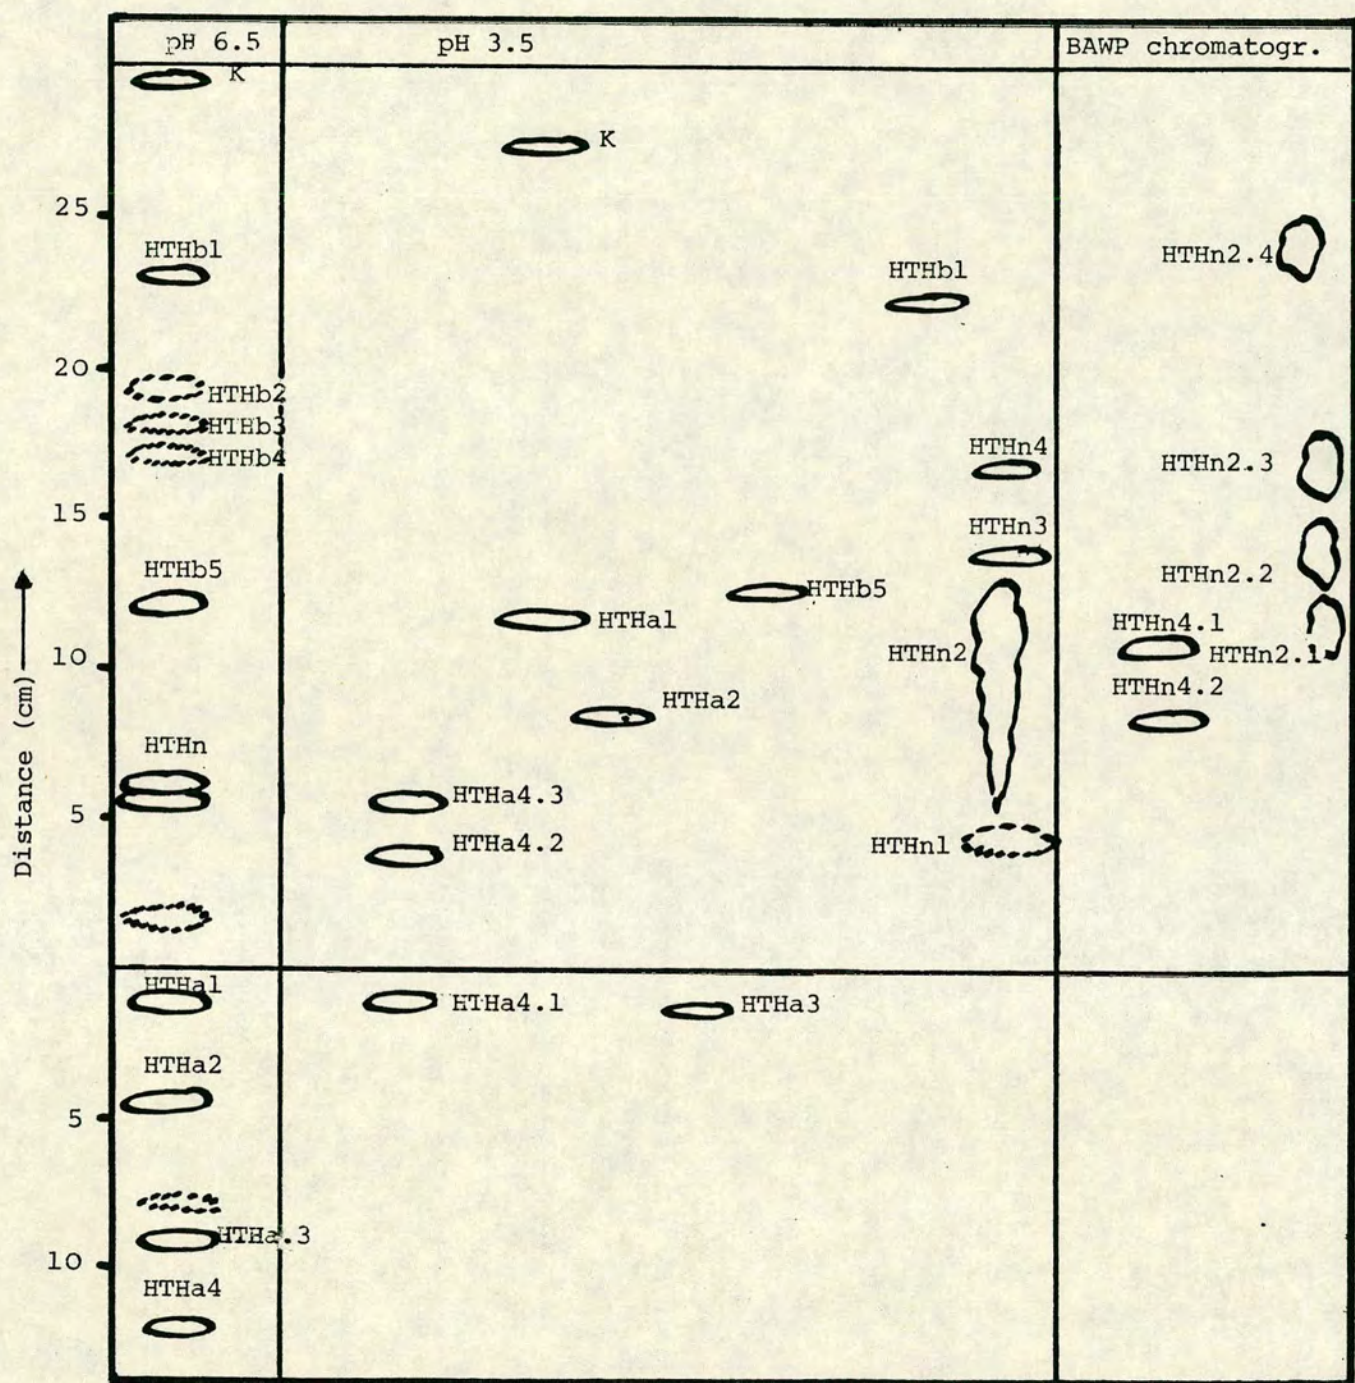 pH 6.5
pH 3.5
BAWP chromatogr.
K
K
25
HTHb1
HTHn2.4
HTHb1
20
HTHb2
HTHb3
HTHn4
HTHb4
HTHn2.3
15
HTHn3
HTHb5
HTHn2.2
HTHb5
HTHa1
HTHn4.1
10
HTHn2
HTHn2.1
HTHn4.2
HTHa2
HTHn
HTHa4.3
5
HTHa4.2
HTHn1
Distance (cm)
HTHa1
HTHa4.1
HTHa3
HTHa2
5
HTHa.3
10
HTHa4